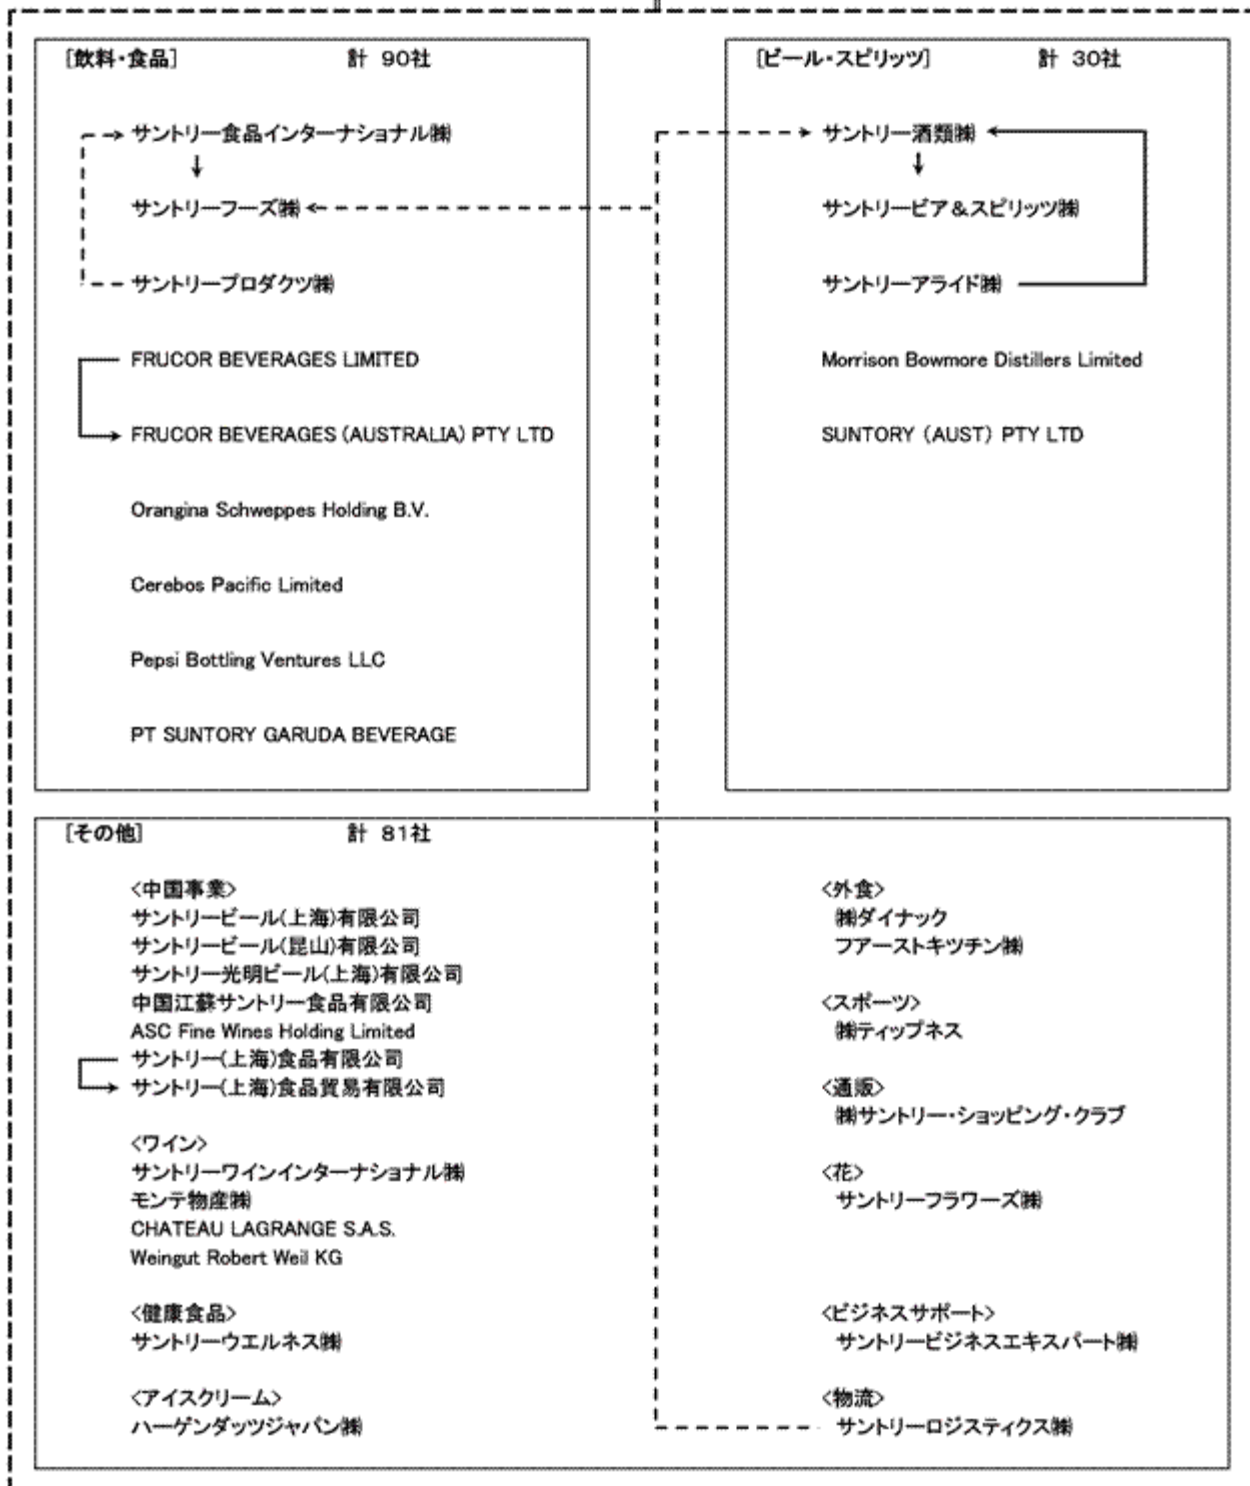 [飲料・食品] 計 90社
サントリー食品インターナショナル㈱
サントリーフーズ㈱
サントリープロダクツ㈱
FRUCOR BEVERAGES LIMITED
FRUCOR BEVERAGES (AUSTRALIA) PTY LTD
Orangina Schweppes Holding B.V.
Cerebos Pacific Limited
Pepsi Bottling Ventures LLC
PT SUNTORY GARUDA BEVERAGE
[ビール・スピリッツ] 計 30社
サントリー酒類㈱
サントリービア&スピリッツ㈱
サントリーアライド㈱
Morrison Bowmore Distillers Limited
SUNTORY (AUST) PTY LTD
[その他] 計 81社
<中国事業>
サントリービール(上海)有限公司
サントリービール(昆山)有限公司
サントリー光明ビール(上海)有限公司
中国江蘇サントリー食品有限公司
ASC Fine Wines Holding Limited
サントリー(上海)食品有限公司
サントリー(上海)食品貿易有限公司
<ワイン>
サントリーワインインターナショナル㈱
モンテ物産㈱
CHATEAU LAGRANGE S.A.S.
Weingut Robert Weil KG
<健康食品>
サントリーウエルネス㈱
<アイスクリーム>
ハーゲンダッツジャパン㈱
<外食>
㈱ダイナック
フアーストキツチン㈱
<スポーツ>
㈱ティップネス
<通販>
㈱サントリー・ショッピング・クラブ
<花>
サントリーフラワーズ㈱
<ビジネスサポート>
サントリービジネスエキスパート㈱
<物流>
サントリーロジスティクス㈱